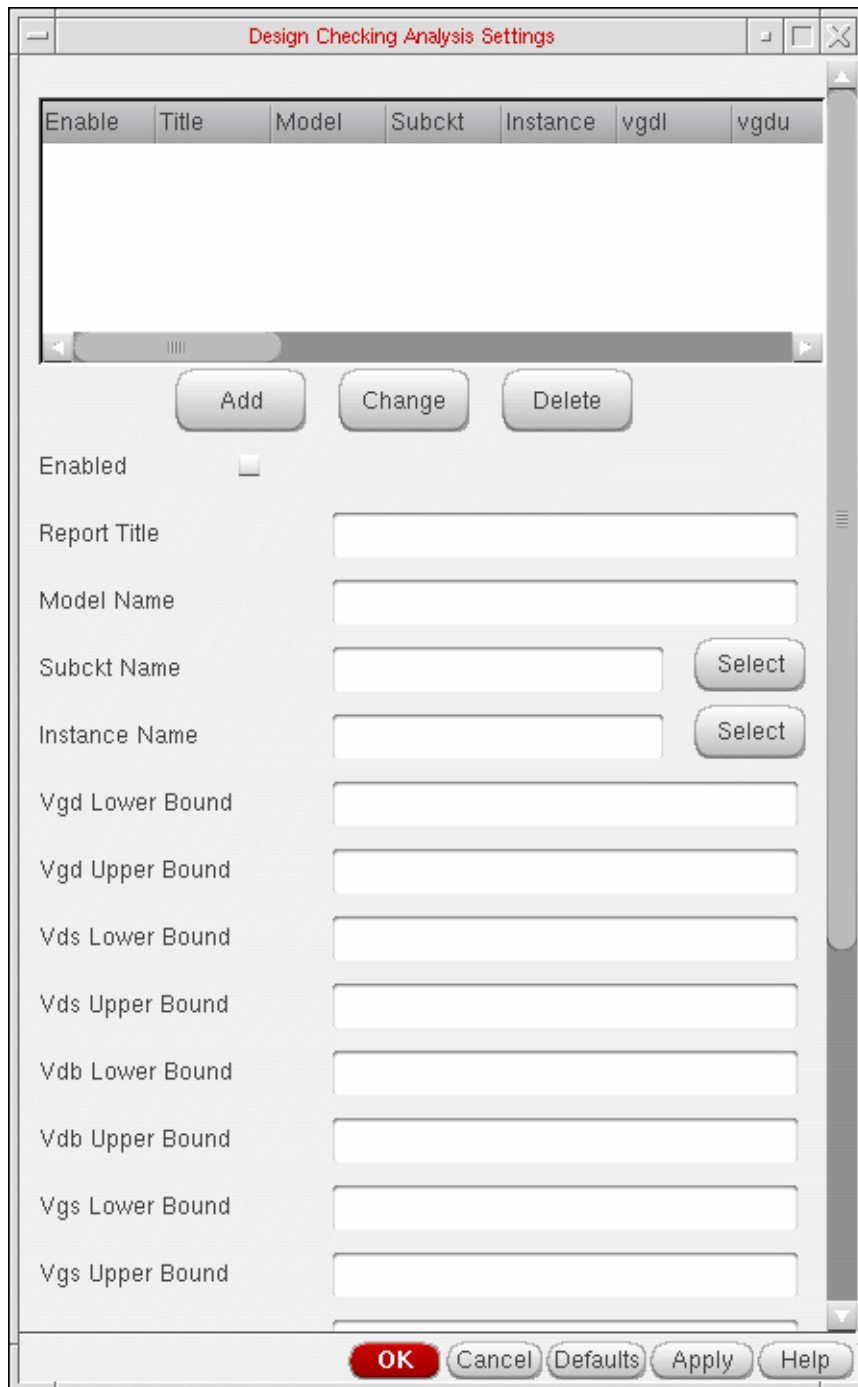 Design Checking Analysis Settings
Enable Title Model Subckt Instance vgdl vgdu
Add Change Delete
Enabled
Report Title
Model Name
Subckt Name Select
Instance Name Select
Vgd Lower Bound
Vgd Upper Bound
Vds Lower Bound
Vds Upper Bound
Vdb Lower Bound
Vdb Upper Bound
Vgs Lower Bound
Vgs Upper Bound
OK Cancel Defaults Apply Help